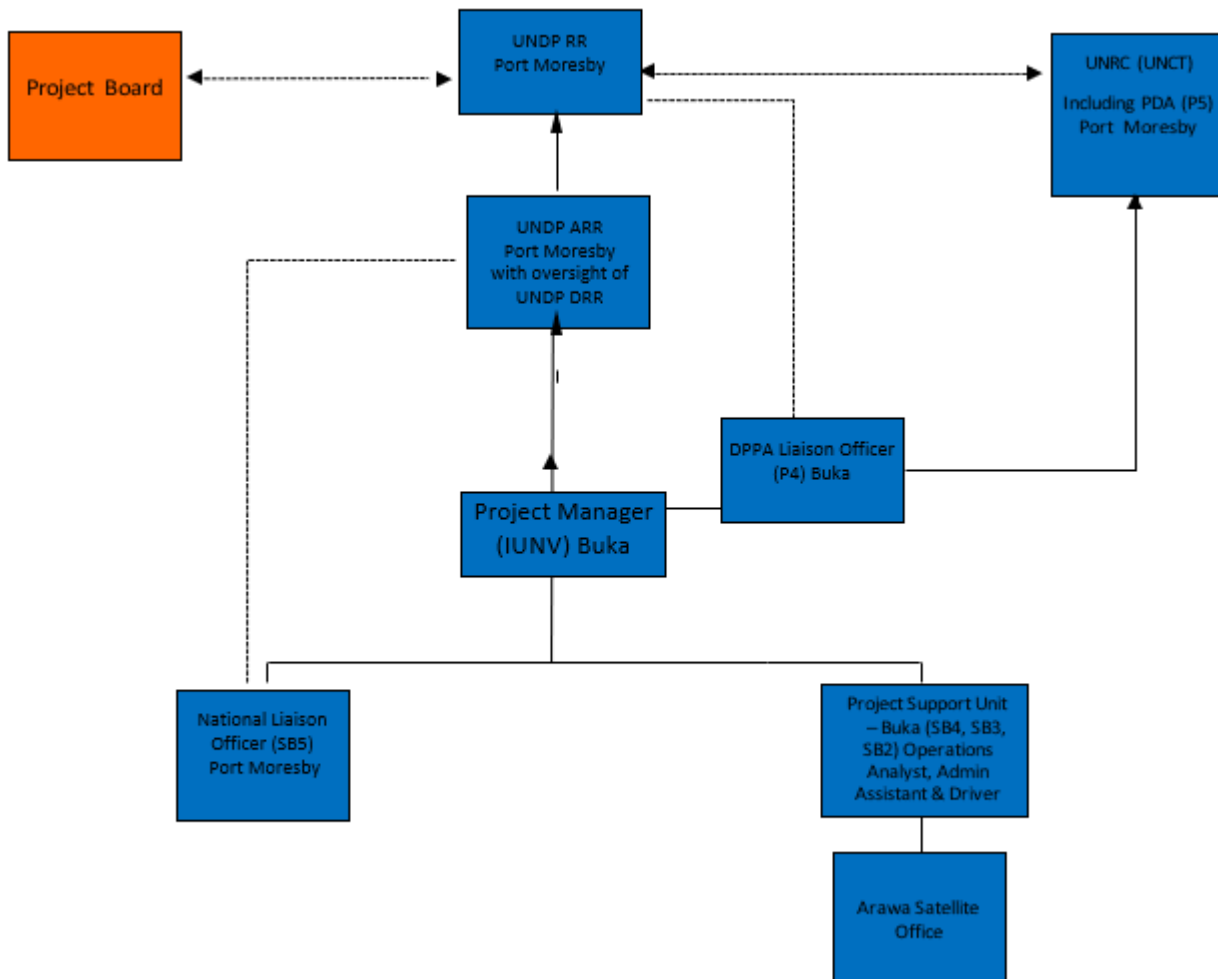 Project Board
UNDP RR
Port Moresby
UNRC (UNCT)
Including PDA (P5)
Port Moresby
UNDP ARR
Port Moresby
with oversight of
UNDP DRR
DPPA Liaison Officer
(P4) Buka
Project Manager
(IUNV) Buka
National Liaison
Officer (SB5)
Port Moresby
Project Support Unit
– Buka (SB4, SB3,
SB2) Operations
Analyst, Admin
Assistant & Driver
Arawa Satellite
Office